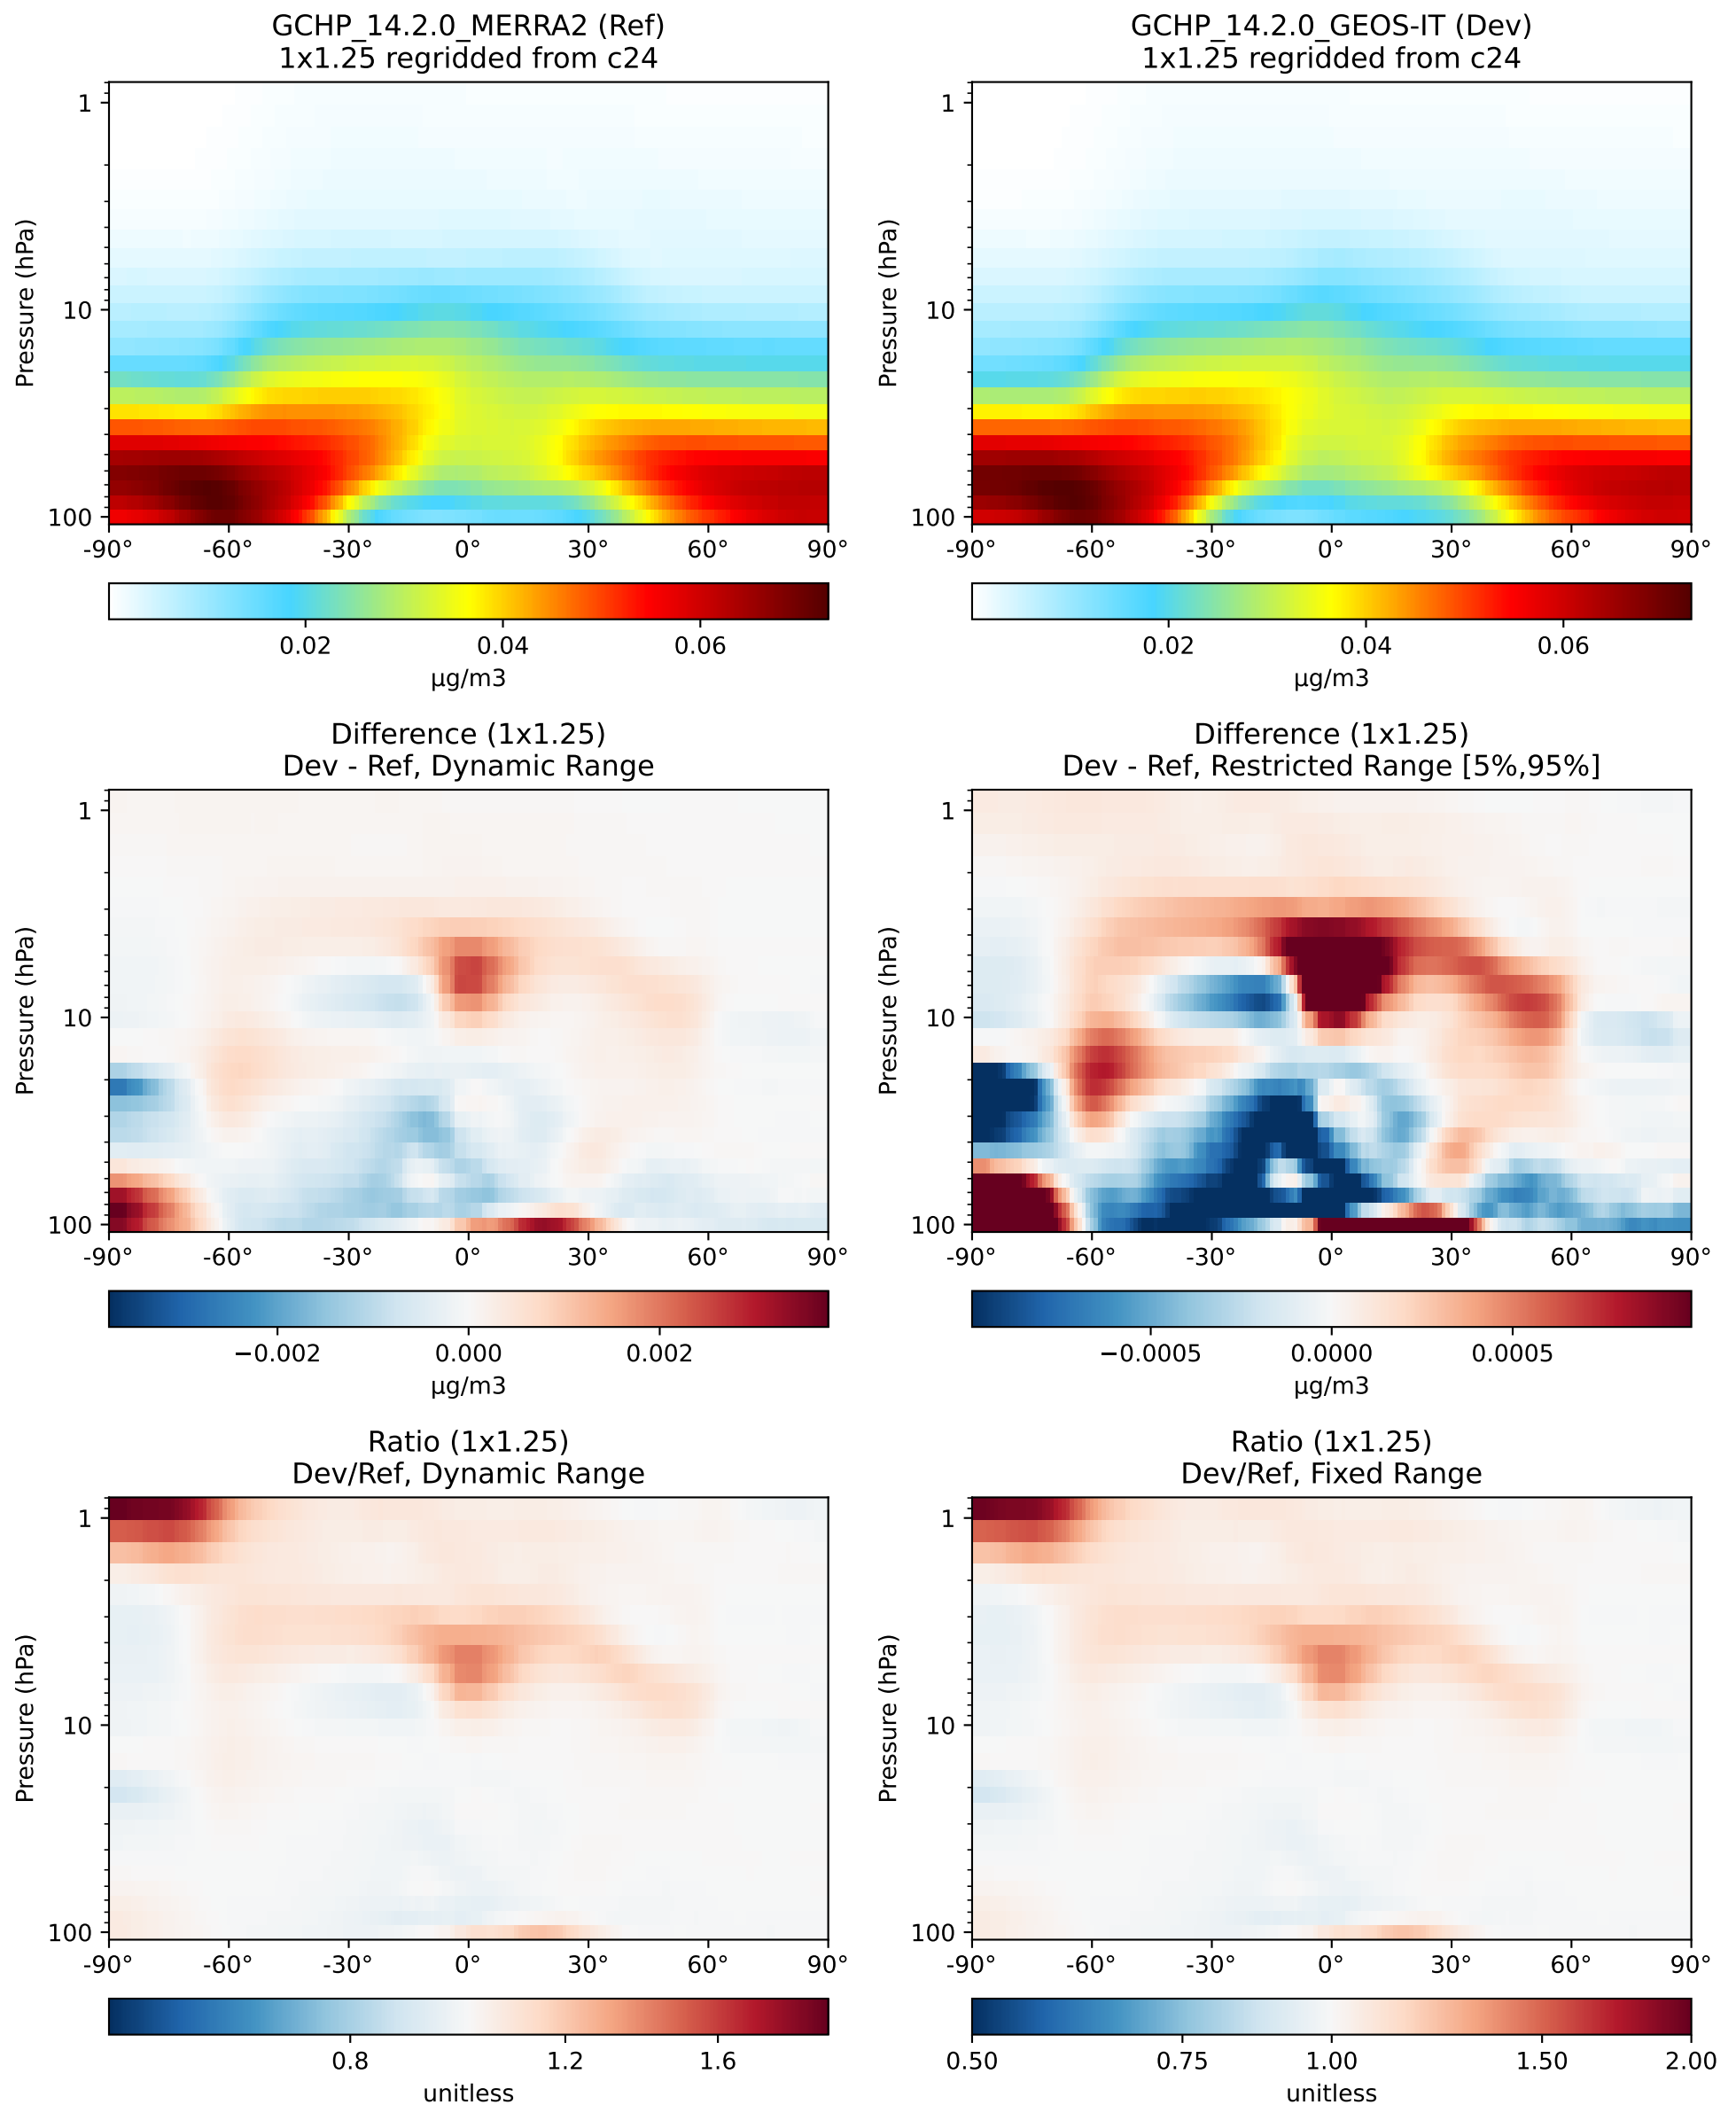 GCHP_14.2.0_MERRA2 (Ref)
1x1.25 regridded from c24
Pressure (hPa)
1
10
100
-90° -60° -30° 0° 30° 60° 90°
0.02 0.04 0.06
μg/m3
GCHP_14.2.0_GEOS-IT (Dev)
1x1.25 regridded from c24
Pressure (hPa)
1
10
100
-90° -60° -30° 0° 30° 60° 90°
0.02 0.04 0.06
μg/m3
Difference (1x1.25)
Dev - Ref, Dynamic Range
Pressure (hPa)
1
10
100
-90° -60° -30° 0° 30° 60° 90°
−0.002 0.000 0.002
μg/m3
Difference (1x1.25)
Dev - Ref, Restricted Range [5%,95%]
Pressure (hPa)
1
10
100
-90° -60° -30° 0° 30° 60° 90°
−0.0005 0.0000 0.0005
μg/m3
Ratio (1x1.25)
Dev/Ref, Dynamic Range
Pressure (hPa)
1
10
100
-90° -60° -30° 0° 30° 60° 90°
0.8 1.2 1.6
unitless
Ratio (1x1.25)
Dev/Ref, Fixed Range
Pressure (hPa)
1
10
100
-90° -60° -30° 0° 30° 60° 90°
0.50 0.75 1.00 1.50 2.00
unitless